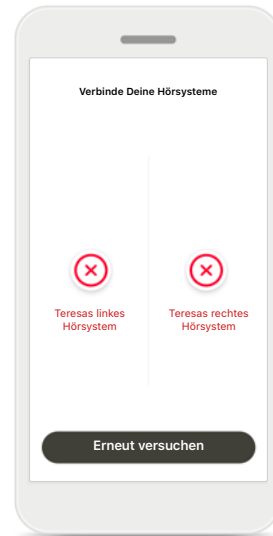 Verbinde Deine Hörsysteme
Teresas linkes
Hörsystem
Teresas rechtes
Hörsystem
Erneut versuchen